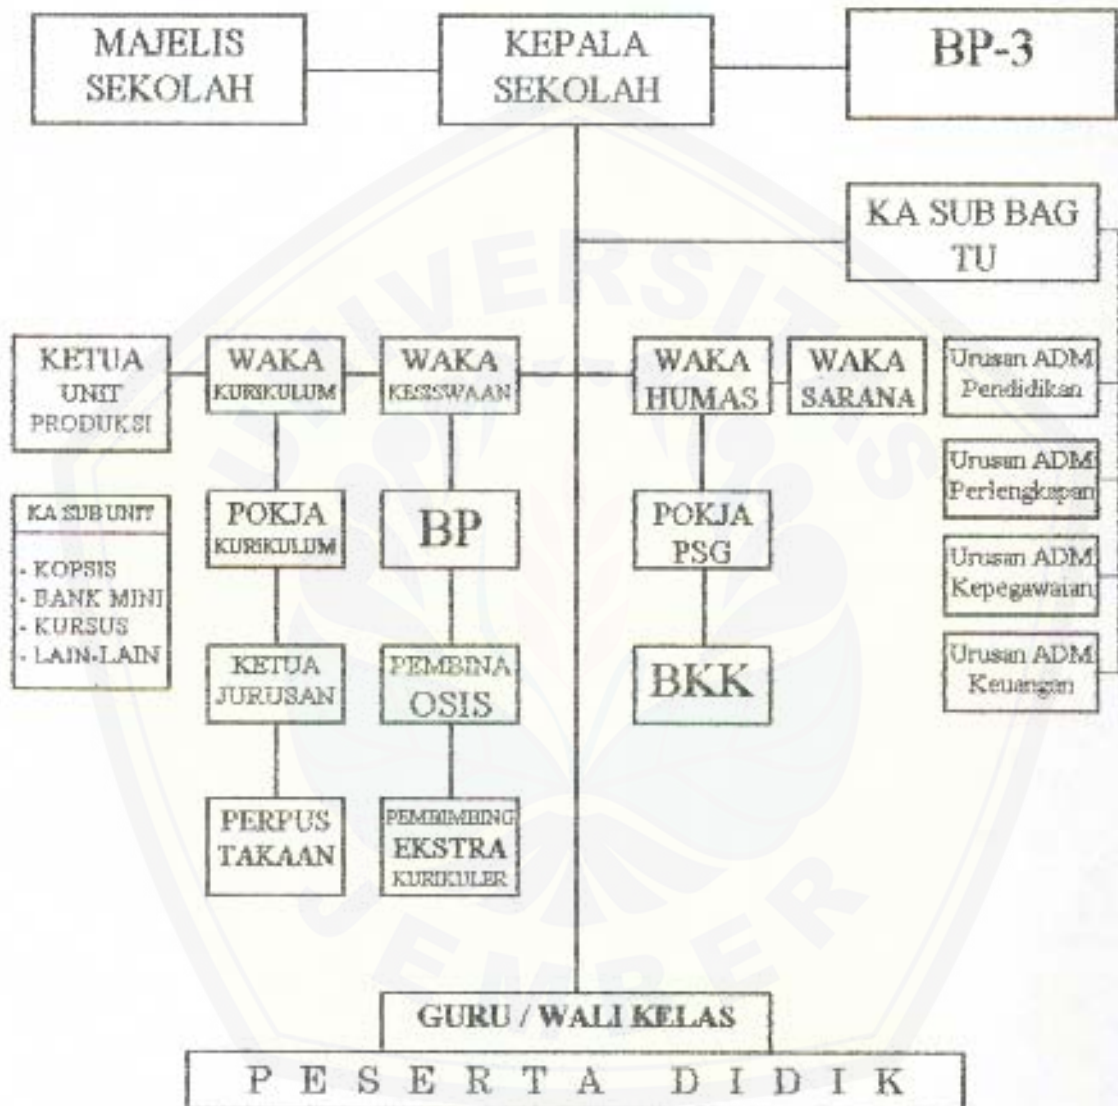 MAJELIS
SEKOLAH
KEPALA
SEKOLAH
BP-3
KA SUB BAG
TU
KETUA
UNIT
PRODUKSI
WAKA
KURIKULUM
WAKA
KESISWAAN
WAKA
HUMAS
WAKA
SARANA
Urusan ADM
Pendidikan
KA SUB UNIT
- KOPSIS
- BANK MINI
- KURSUS
- LAIN-LAIN
POKJA
KURIKULUM
BP
POKJA
PSG
Urusan ADM
Perlengkapan
Urusan ADM
Kepegawaian
KETUA
JURUSAN
PEMBINA
OSIS
BKK
Urusan ADM
Keuangan
PERPUS
TAKAAN
PEMBIMBING
EKSTRA
KURIKULER
GURU / WALI KELAS
P E S E R T A D I D I K
UNIVERSITAS
JEMBER